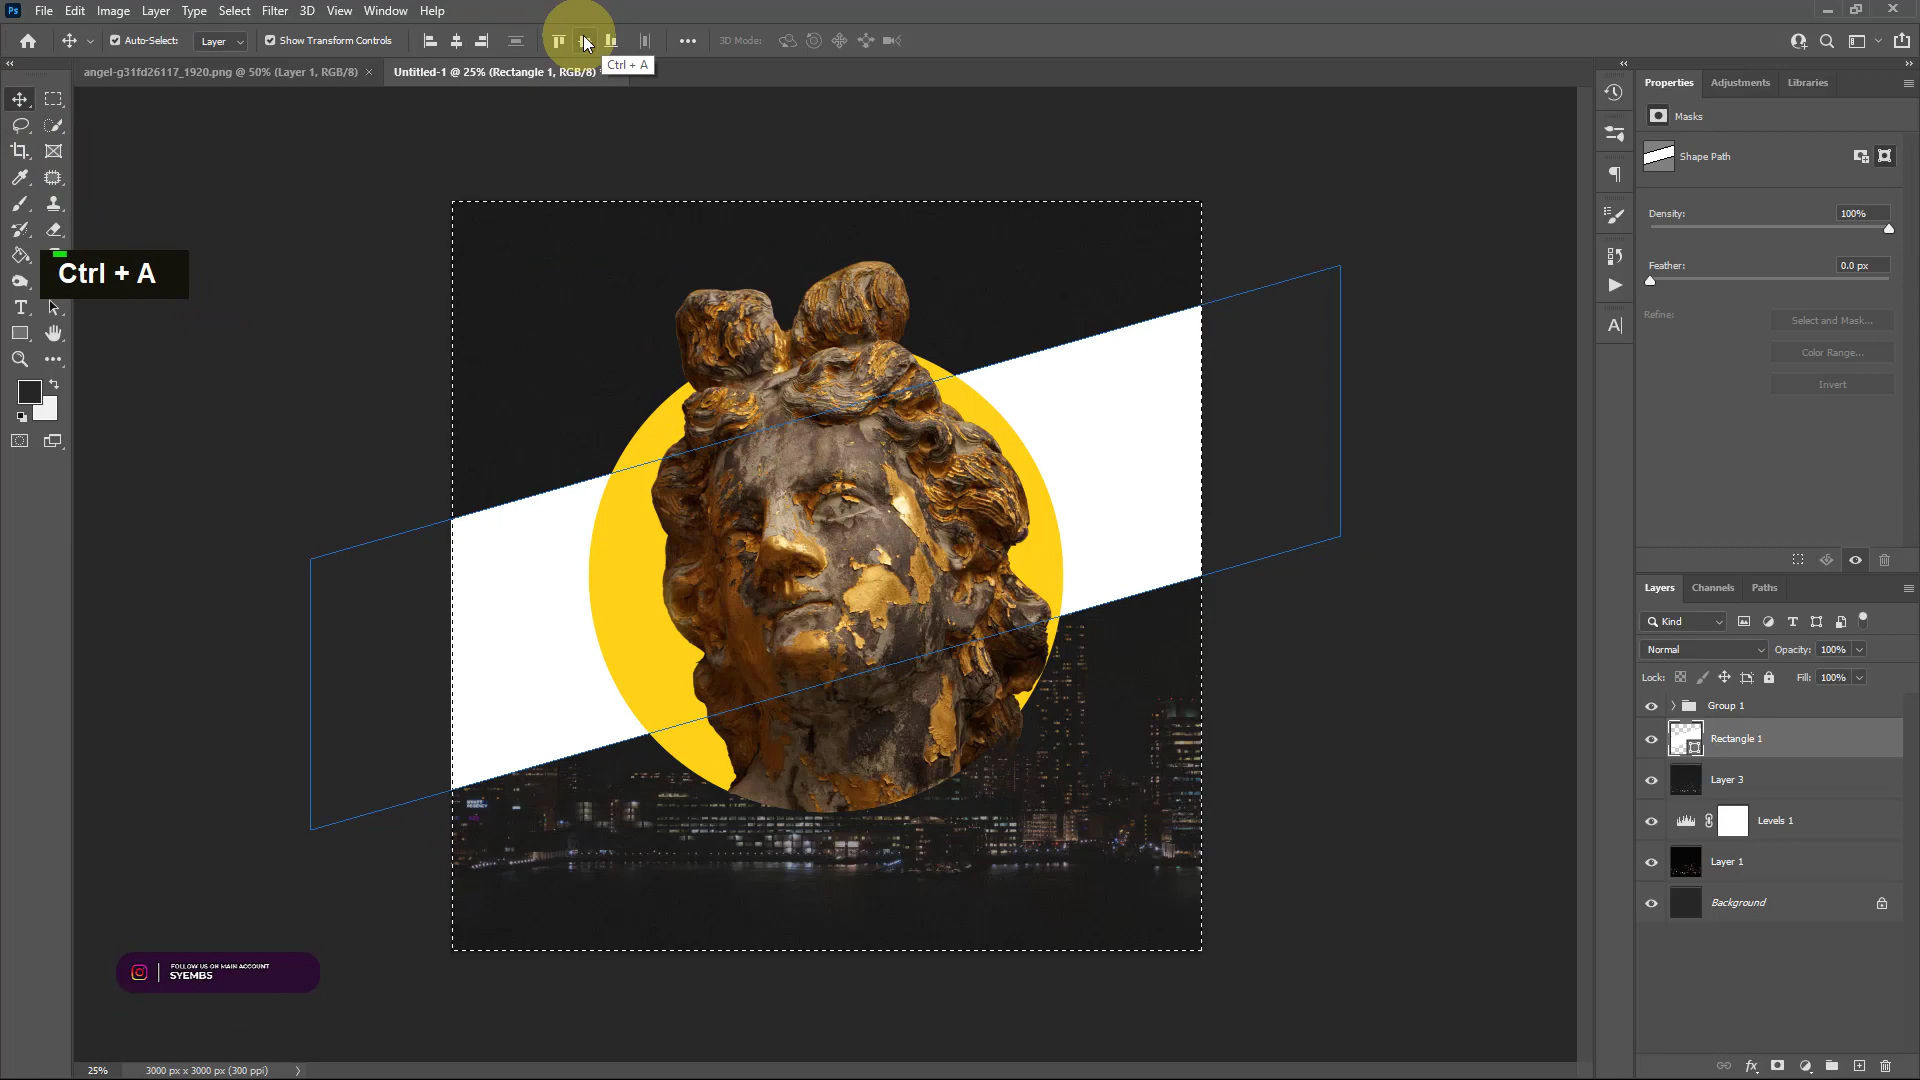 Ps File Edit Image Layer Type Select Filter 3D View Window Help
Auto-Select: Layer Show Transform Controls 3D Mode:
Ctrl + A
angel-g31fd26117_1920.png @ 50% (Layer 1, RGB/8) × Untitled-1 @ 25% (Rectangle 1, RGB/8) *
Ctrl + A
Properties Adjustments Libraries
Masks
Shape Path
Density: 100%
Feather: 0.0 px
Refine: Select and Mask...
Color Range...
Invert
Layers Channels Paths
Kind
Normal Opacity: 100%
Lock: Fill: 100%
Group 1
Rectangle 1
Layer 3
Levels 1
Layer 1
Background
FOLLOW US ON MAIN ACCOUNT
SYEMBS
25% 3000 px x 3000 px (300 ppi)